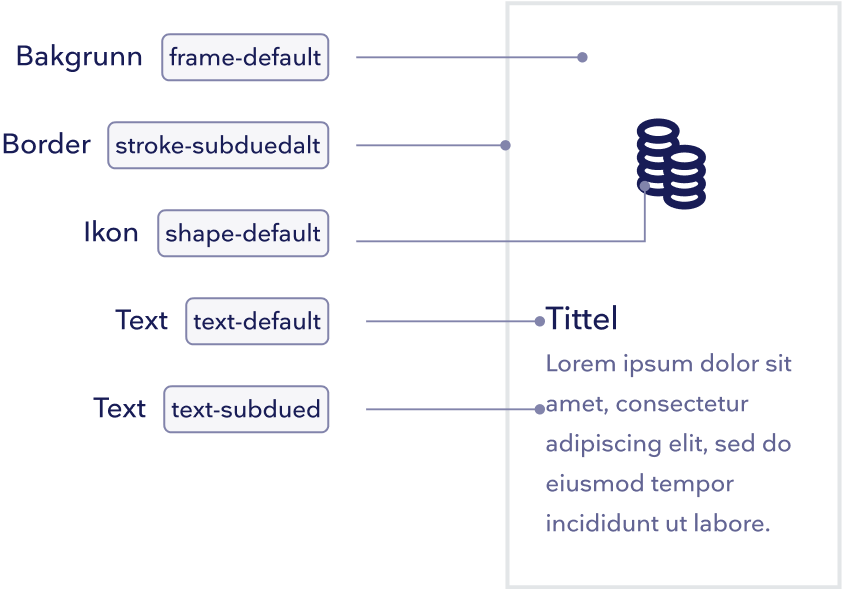 Bakgrunn frame-default
Border stroke-subduedalt
Ikon shape-default
Text text-default
Text text-subdued
Tittel
Lorem ipsum dolor sit
amet, consectetur
adipiscing elit, sed do
eiusmod tempor
incididunt ut labore.